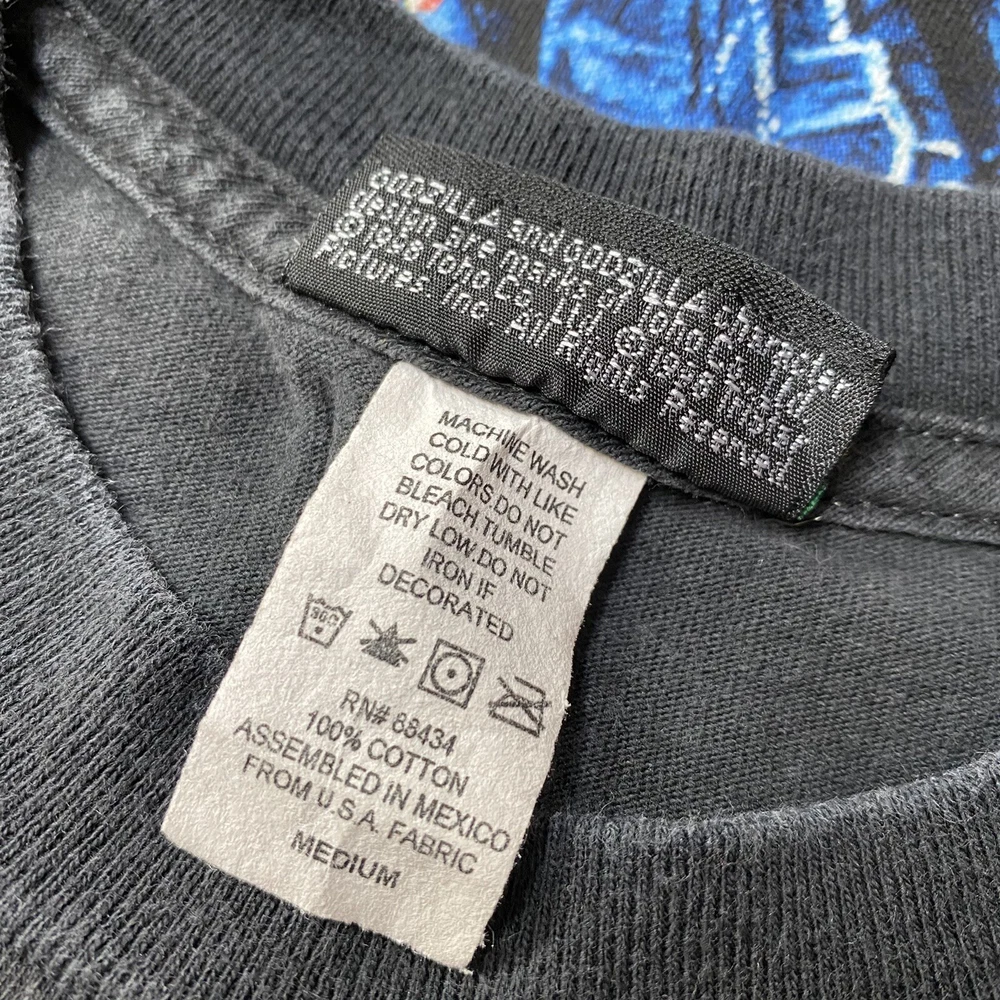 GODZILLA and GODZILLA character
design are marks of Toho Co., Ltd.
©1998 Toho Co., Ltd. ©1998 TriStar
Pictures, Inc. All Rights Reserved
MACHINE WASH
COLD WITH LIKE
COLORS.DO NOT
BLEACH TUMBLE
DRY LOW.DO NOT
IRON IF
DECORATED
RN# 88434
100% COTTON
ASSEMBLED IN MEXICO
FROM U.S.A. FABRIC
MEDIUM